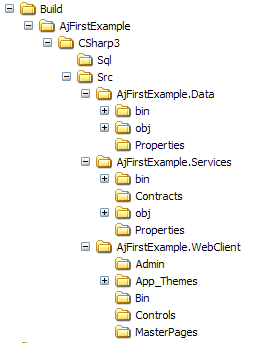 Build
AjFirstExample
CSharp3
Sql
Src
AjFirstExample.Data
bin
obj
Properties
AjFirstExample.Services
bin
Contracts
obj
Properties
AjFirstExample.WebClient
Admin
App_Themes
Bin
Controls
MasterPages